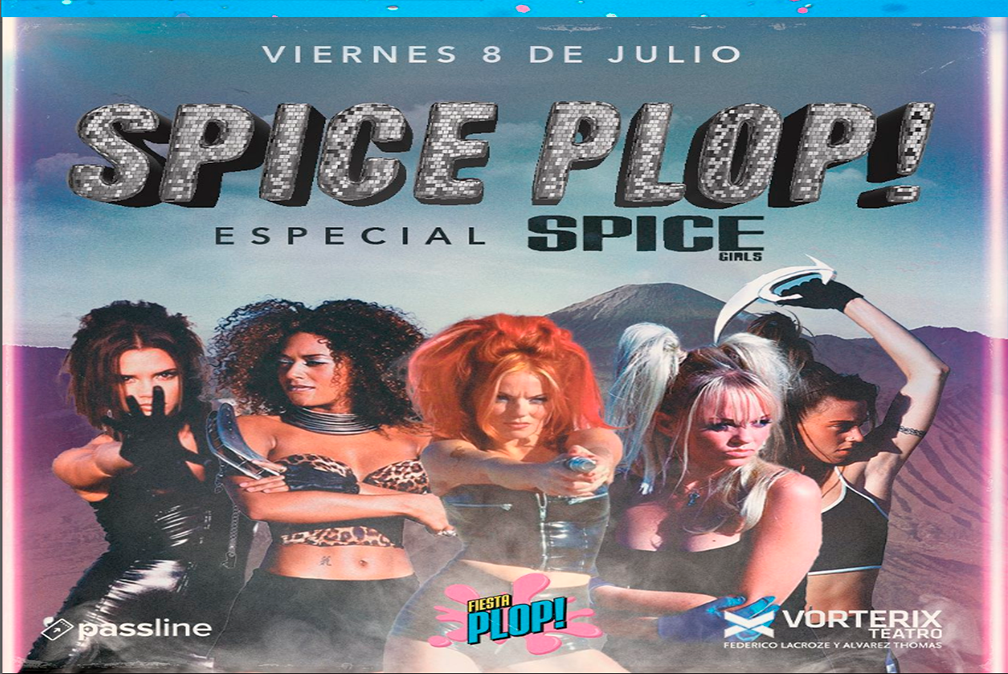 VIERNES 8 DE JULIO
SPICE PLOP!
ESPECIAL SPICE
GIRLS
passline
FIESTA
PLOP!
VORTERIX
TEATRO
FEDERICO LACROZE Y ALVAREZ THOMAS